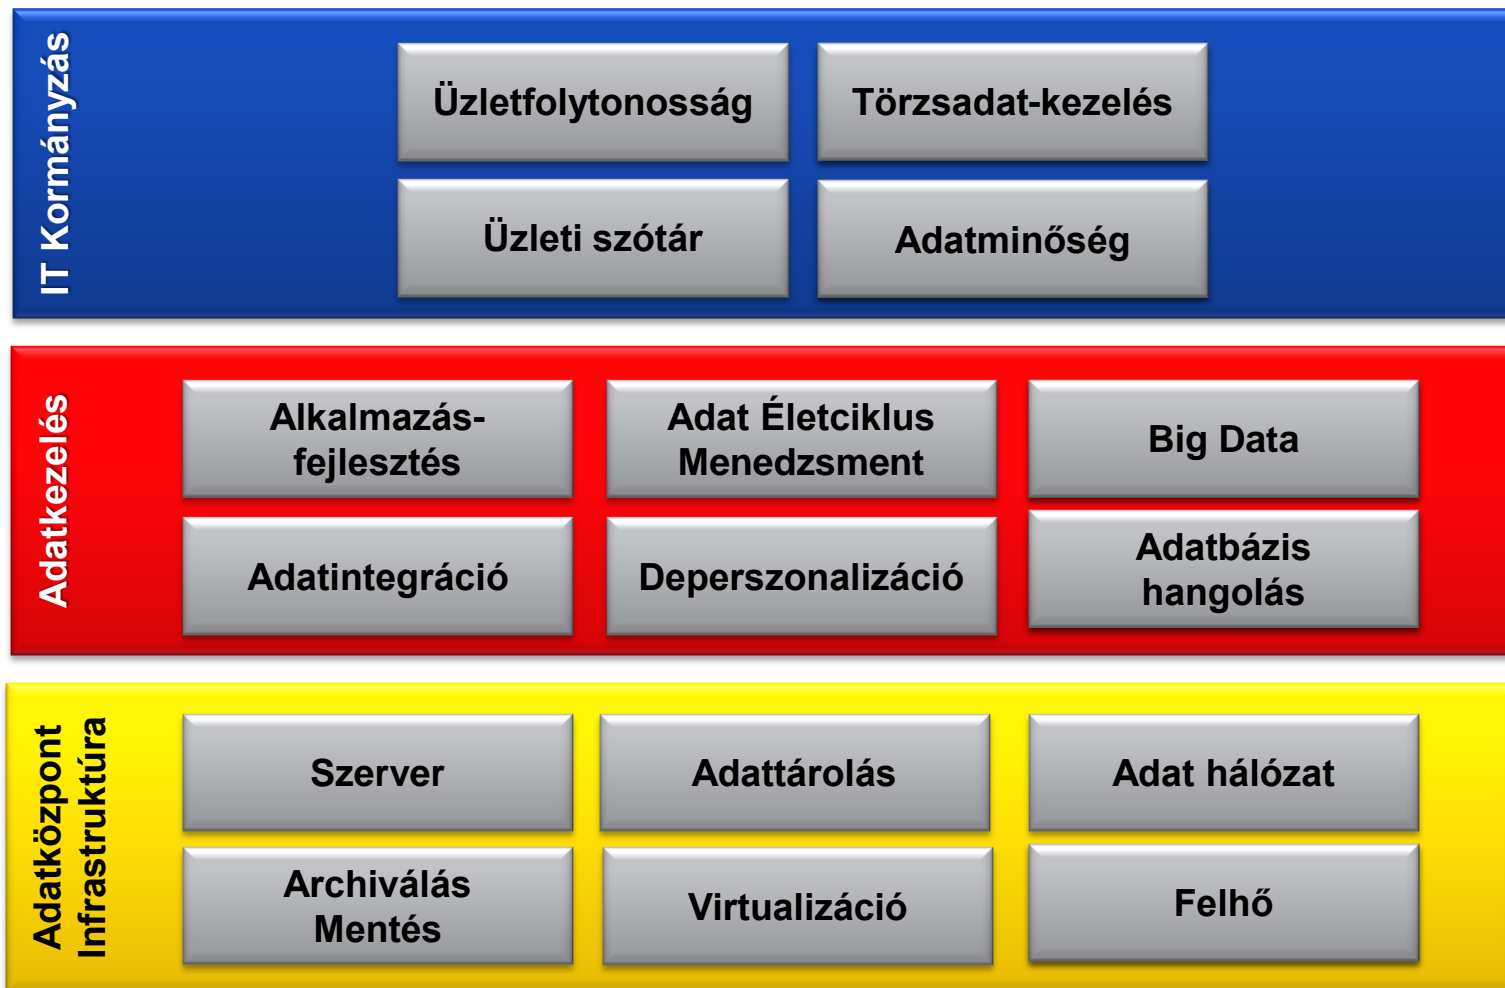 IT Kormányzás
Üzletfolytonosság
Törzsadat-kezelés
Üzleti szótár
Adatminőség
Adatkezelés
Alkalmazás-
fejlesztés
Adat Életciklus
Menedzsment
Big Data
Adatintegráció
Deperszonalizáció
Adatbázis
hangolás
Adatközpont
Infrastruktúra
Szerver
Adattárolás
Adat hálózat
Archiválás
Mentés
Virtualizáció
Felhő